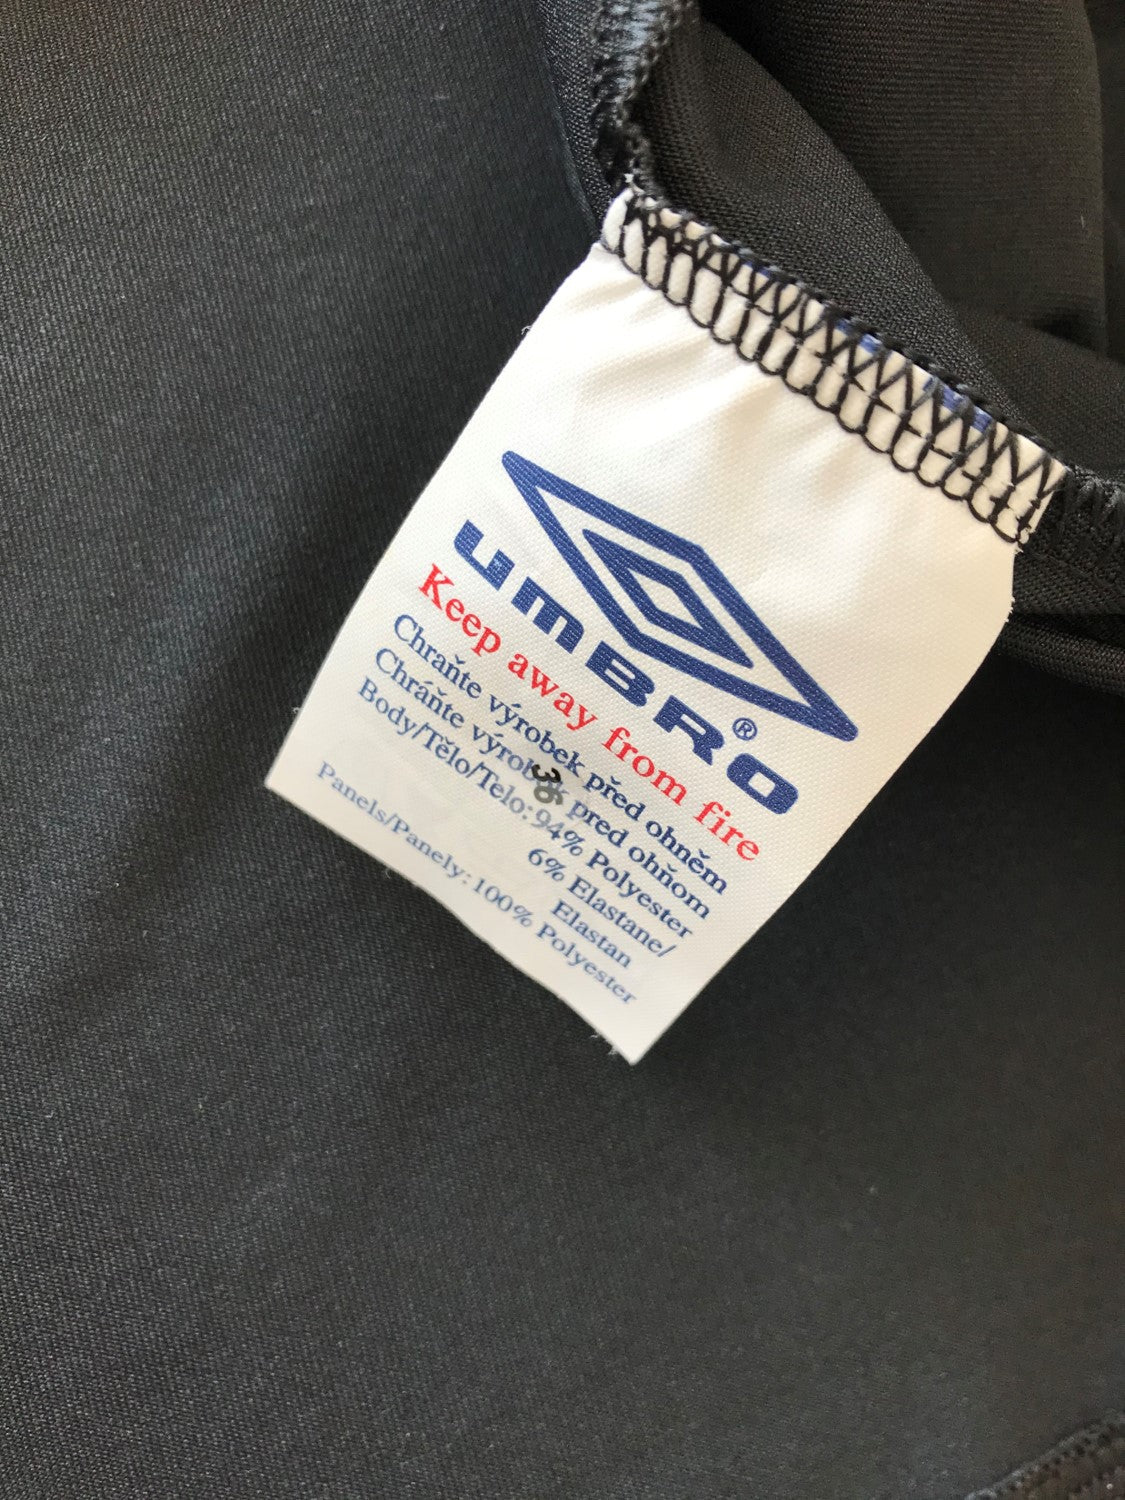 UMBRO®
Keep away from fire
Chraňte výrobek před ohněm
Chráňte výrobok pred ohňom
Body/Tělo/Telo: 94% Polyester
6% Elastane/
Elastan
Panels/Panely: 100% Polyester
36